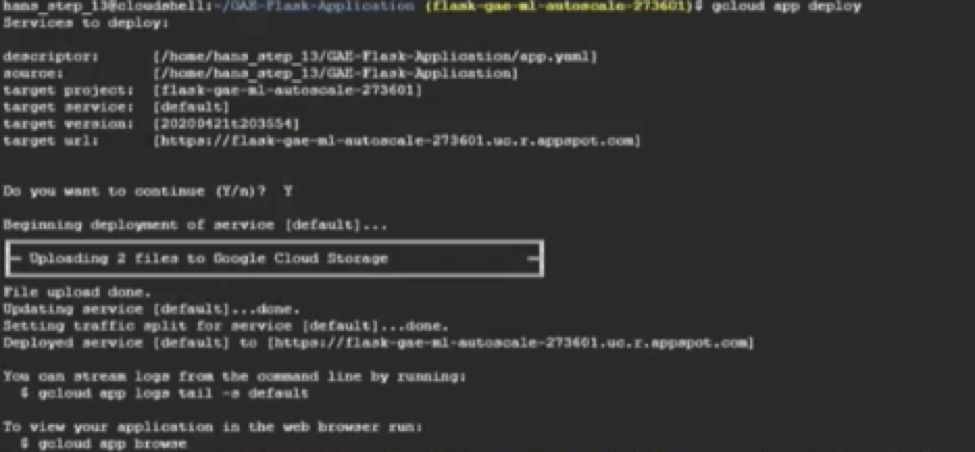 hans_step_13@cloudshell:~/GAE-Flask-Application (flask-gae-ml-autoscale-273601)$ gcloud app deploy
Services to deploy:
descriptor: [/home/hans_step_13/GAE-Flask-Application/app.yaml]
source: [/home/hans_step_13/GAE-Flask-Application]
target project: [flask-gae-ml-autoscale-273601]
target service: [default]
target version: [20200421t203554]
target url: [https://flask-gae-ml-autoscale-273601.uc.r.appspot.com]
Do you want to continue (Y/n)? Y
Beginning deployment of service [default]...
Uploading 2 files to Google Cloud Storage
File upload done.
Updating service [default]...done.
Setting traffic split for service [default]...done.
Deployed service [default] to [https://flask-gae-ml-autoscale-273601.uc.r.appspot.com]
You can stream logs from the command line by running:
$ gcloud app logs tail -s default
To view your application in the web browser run:
$ gcloud app browse